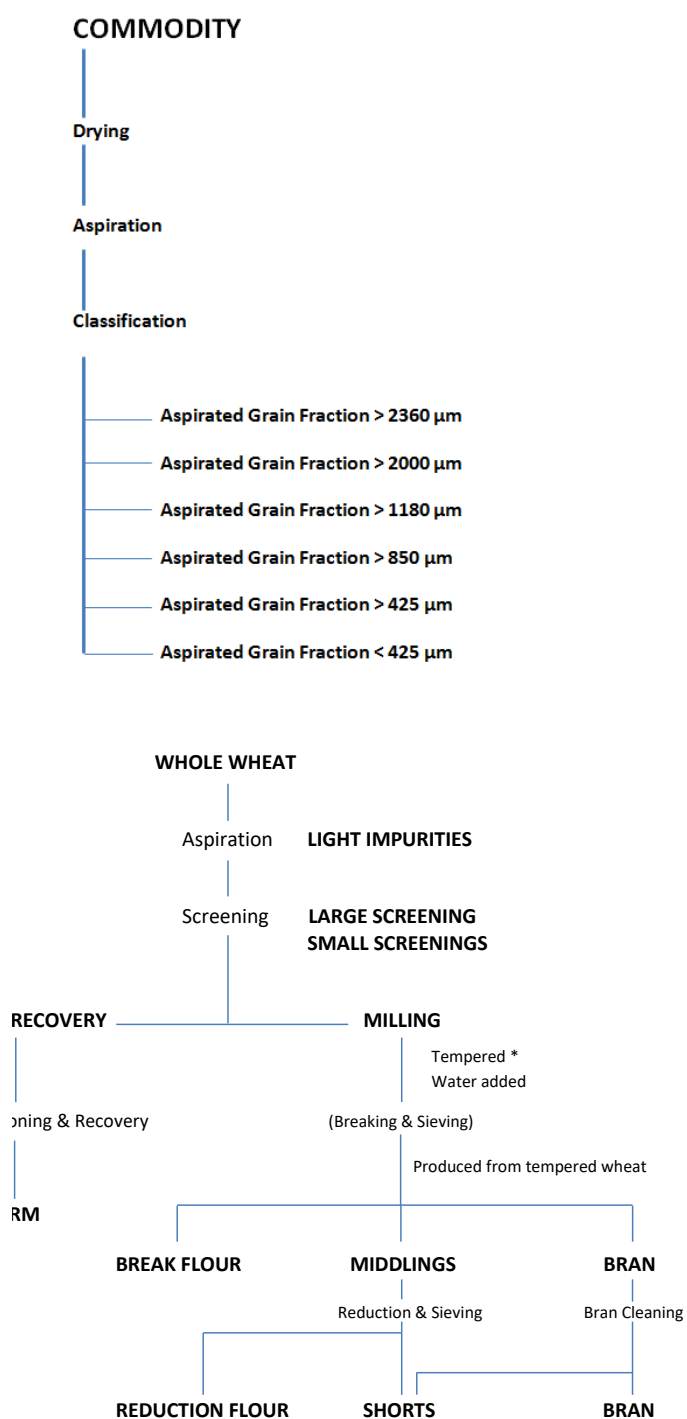 COMMODITY
Drying
Aspiration
Classification
Aspirated Grain Fraction > 2360 µm
Aspirated Grain Fraction > 2000 µm
Aspirated Grain Fraction > 1180 µm
Aspirated Grain Fraction > 850 µm
Aspirated Grain Fraction > 425 µm
Aspirated Grain Fraction < 425 µm
WHOLE WHEAT
Aspiration LIGHT IMPURITIES
Screening LARGE SCREENING
SMALL SCREENINGS
RECOVERY MILLING
Tempered *
Water added
oning & Recovery (Breaking & Sieving)
Produced from tempered wheat
RM
BREAK FLOUR MIDDLINGS BRAN
Reduction & Sieving Bran Cleaning
REDUCTION FLOUR SHORTS BRAN